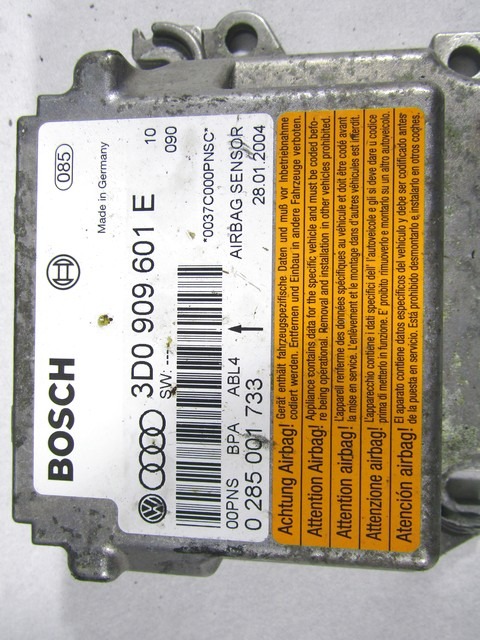 BOSCH
085
3D0 909 601 E
Made in Germany
SW: ----
10
090
*0037C000PNSC*
00PNS BPA ABL4
AIRBAG SENSOR
0 285 001 733
28.01.2004
Achtung Airbag! Gerät enthält fahrzeugspezifische Daten und muß vor Inbetriebnahme
codiert werden. Entfernen und Einbau in andere Fahrzeuge verboten.
Attention Airbag! Appliance contains data for the specific vehicle and must be coded befo-
re being operational. Removal and installation in other vehicles prohibited.
Attention airbag! L'appareil renferme des données spécifiques au véhicule et doit être codé avant
la mise en service. L'enlèvement et le montage dans d'autres véhicules est interdit.
Attenzione airbag! L'apparecchio contiene i dati specifici dell'autoveicolo e gli si deve dare il codice
prima di metterlo in funzione. E' proibito rimuoverlo e montarlo su un altro autoveicolo.
Atención airbag! El aparato contiene datos específicos del vehículo y debe ser codificado antes
de la puesta en servicio. Está prohibido desmontarlo e instalarlo en otros coches.